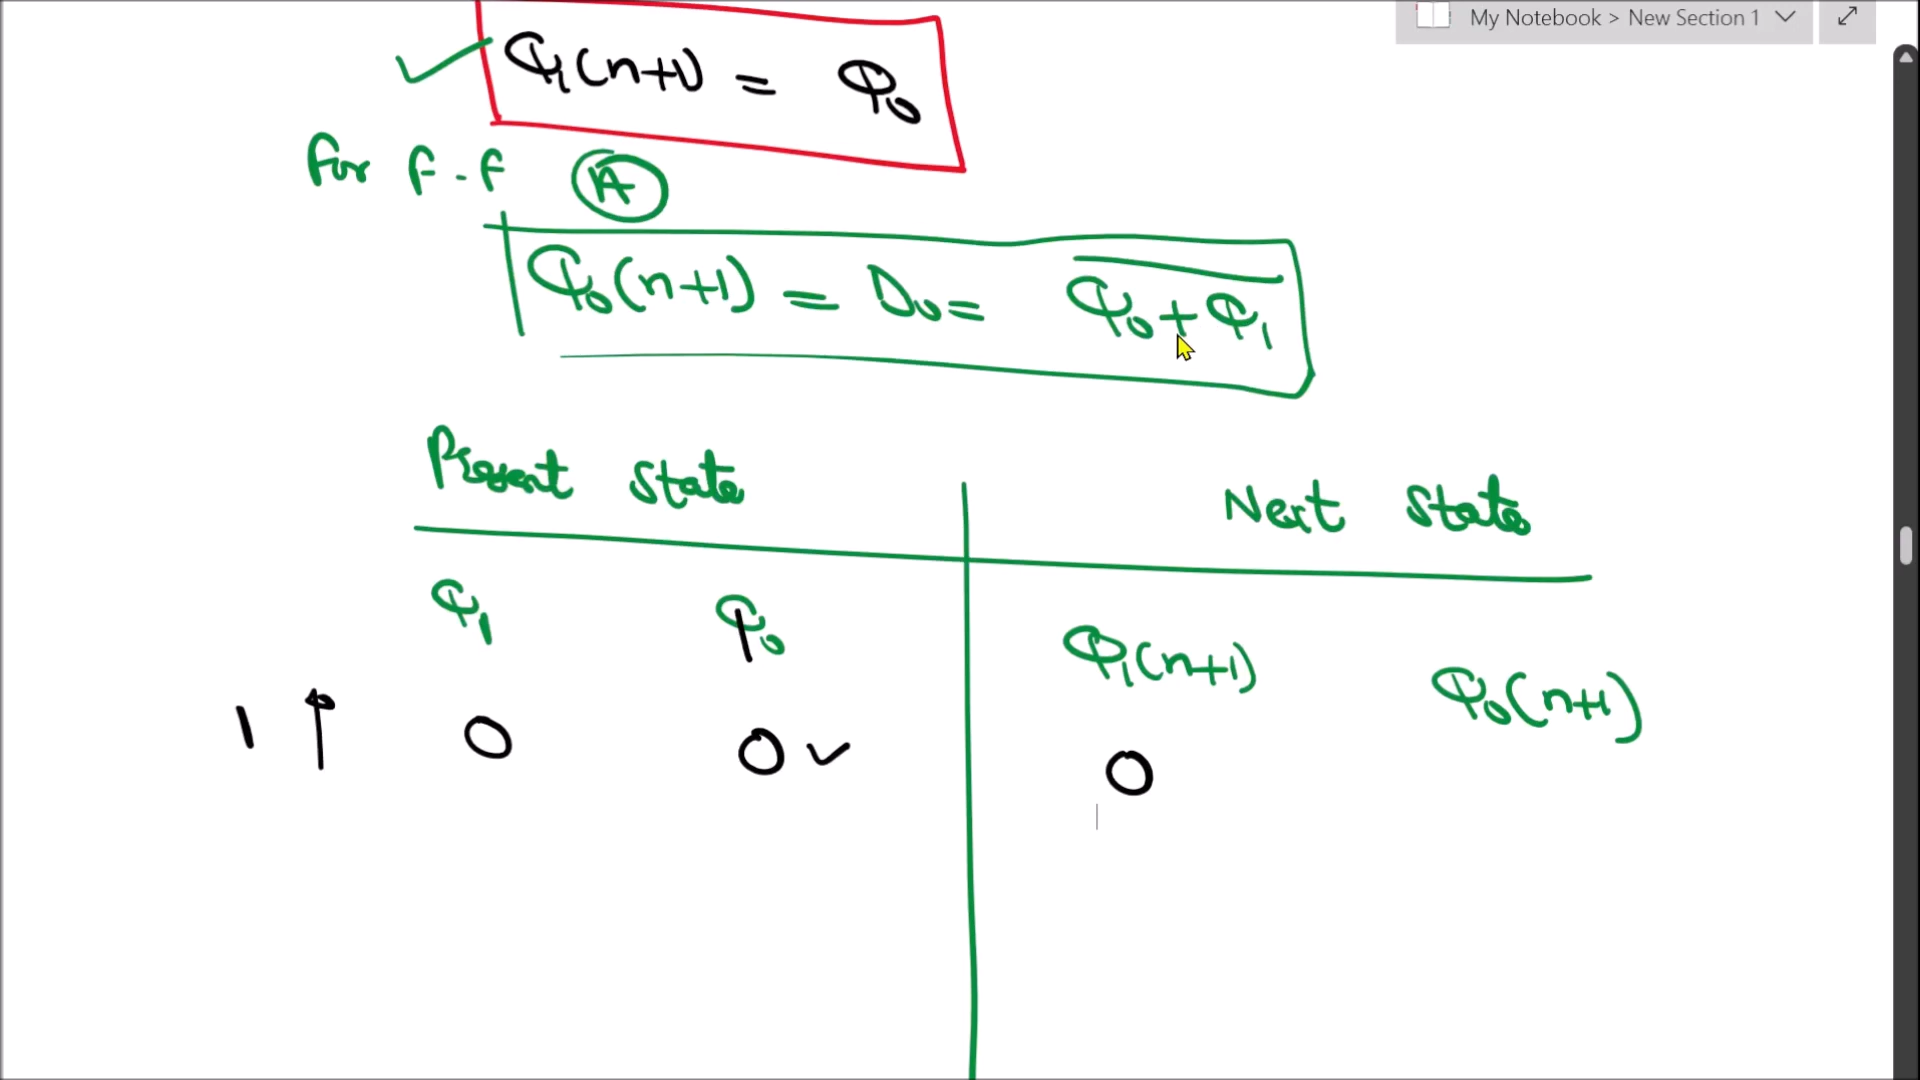 My Notebook > New Section 1
Q₁(n+1) = Q₀
For F-F A
Q₀(n+1) = D₀ = \overline{Q₀+Q₁}
Present State Next State
Q₁ Q₀ Q₁(n+1) Q₀(n+1)
1 ↑ 0 0 ✓ 0